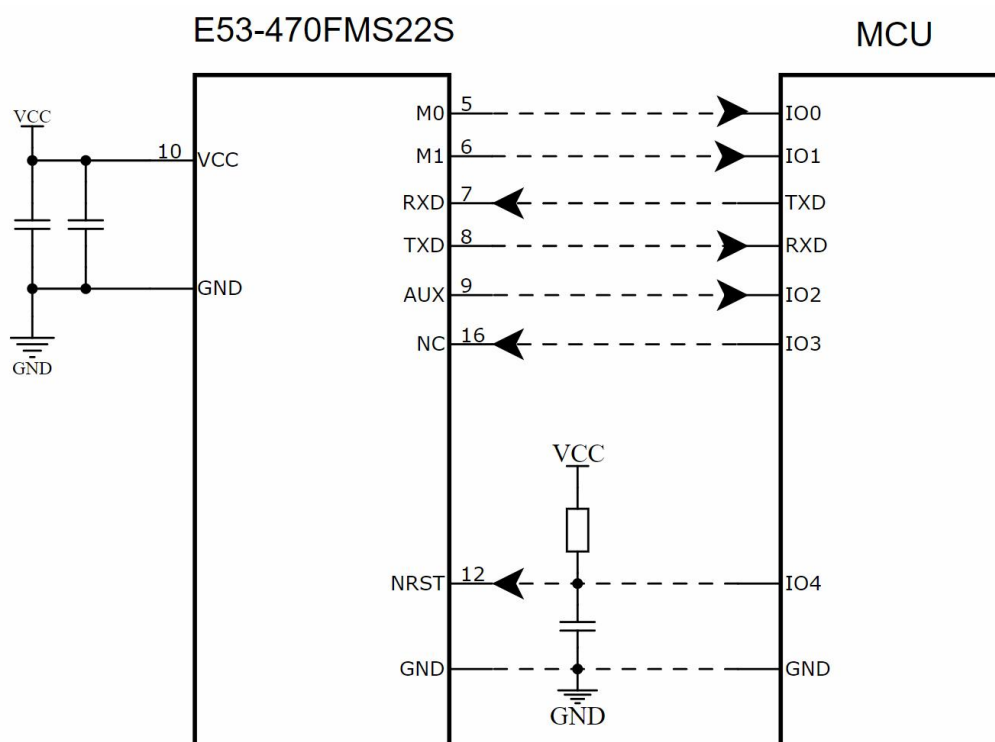 E53-470FMS22S
MCU
VCC
10 VCC
GND
GND
M0 5 IO0
M1 6 IO1
RXD 7 TXD
TXD 8 RXD
AUX 9 IO2
NC 16 IO3
VCC
NRST 12 IO4
GND GND
GND